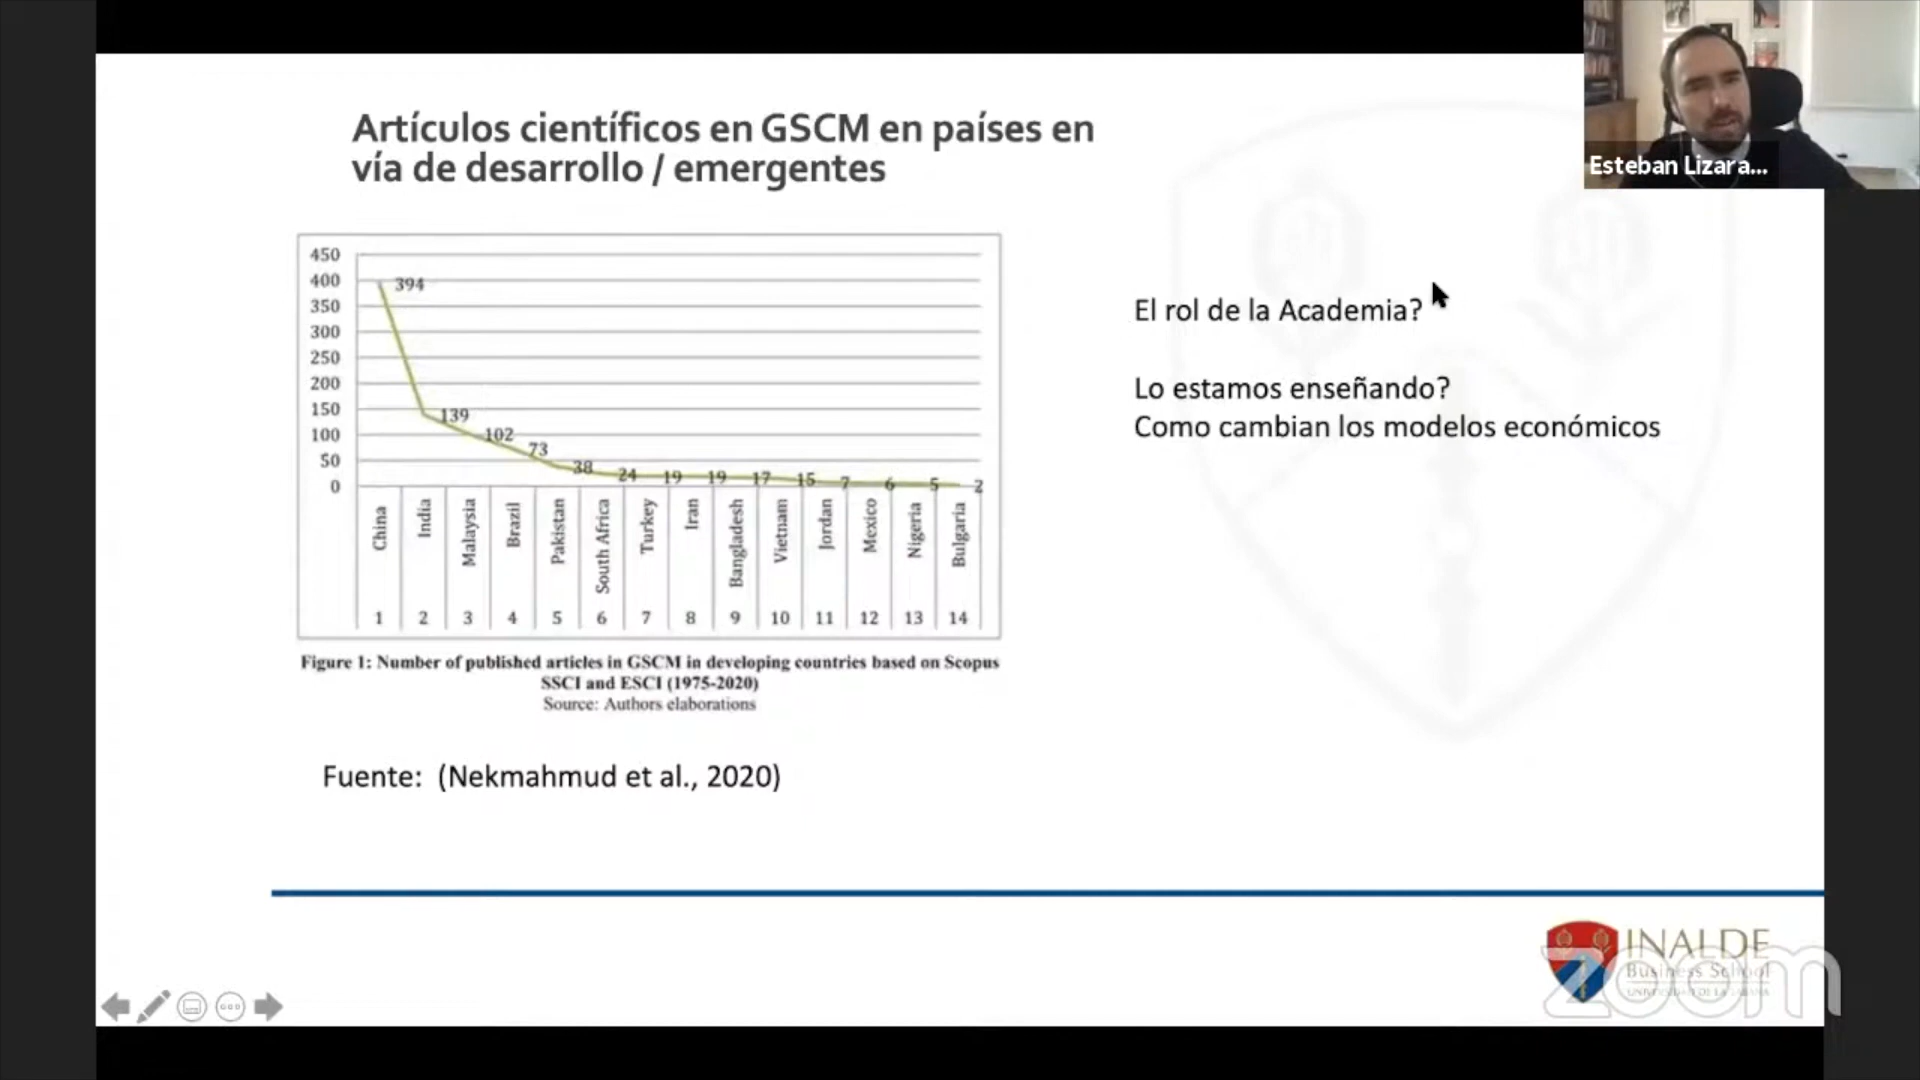 Artículos científicos en GSCM en países en
vía de desarrollo / emergentes
Esteban Lizara...
450
400
350
300
250
200
150
100
50
0
394
139
102
73
38
24
19
19
17
15
7
6
5
2
China
India
Malaysia
Brazil
Pakistan
South Africa
Turkey
Iran
Bangladesh
Vietnam
Jordan
Mexico
Nigeria
Bulgaria
1 2 3 4 5 6 7 8 9 10 11 12 13 14
Figure 1: Number of published articles in GSCM in developing countries based on Scopus
SSCI and ESCI (1975-2020)
Source: Authors elaborations
Fuente: (Nekmahmud et al., 2020)
El rol de la Academia?
Lo estamos enseñando?
Como cambian los modelos económicos
INALDE
Business School
zoom